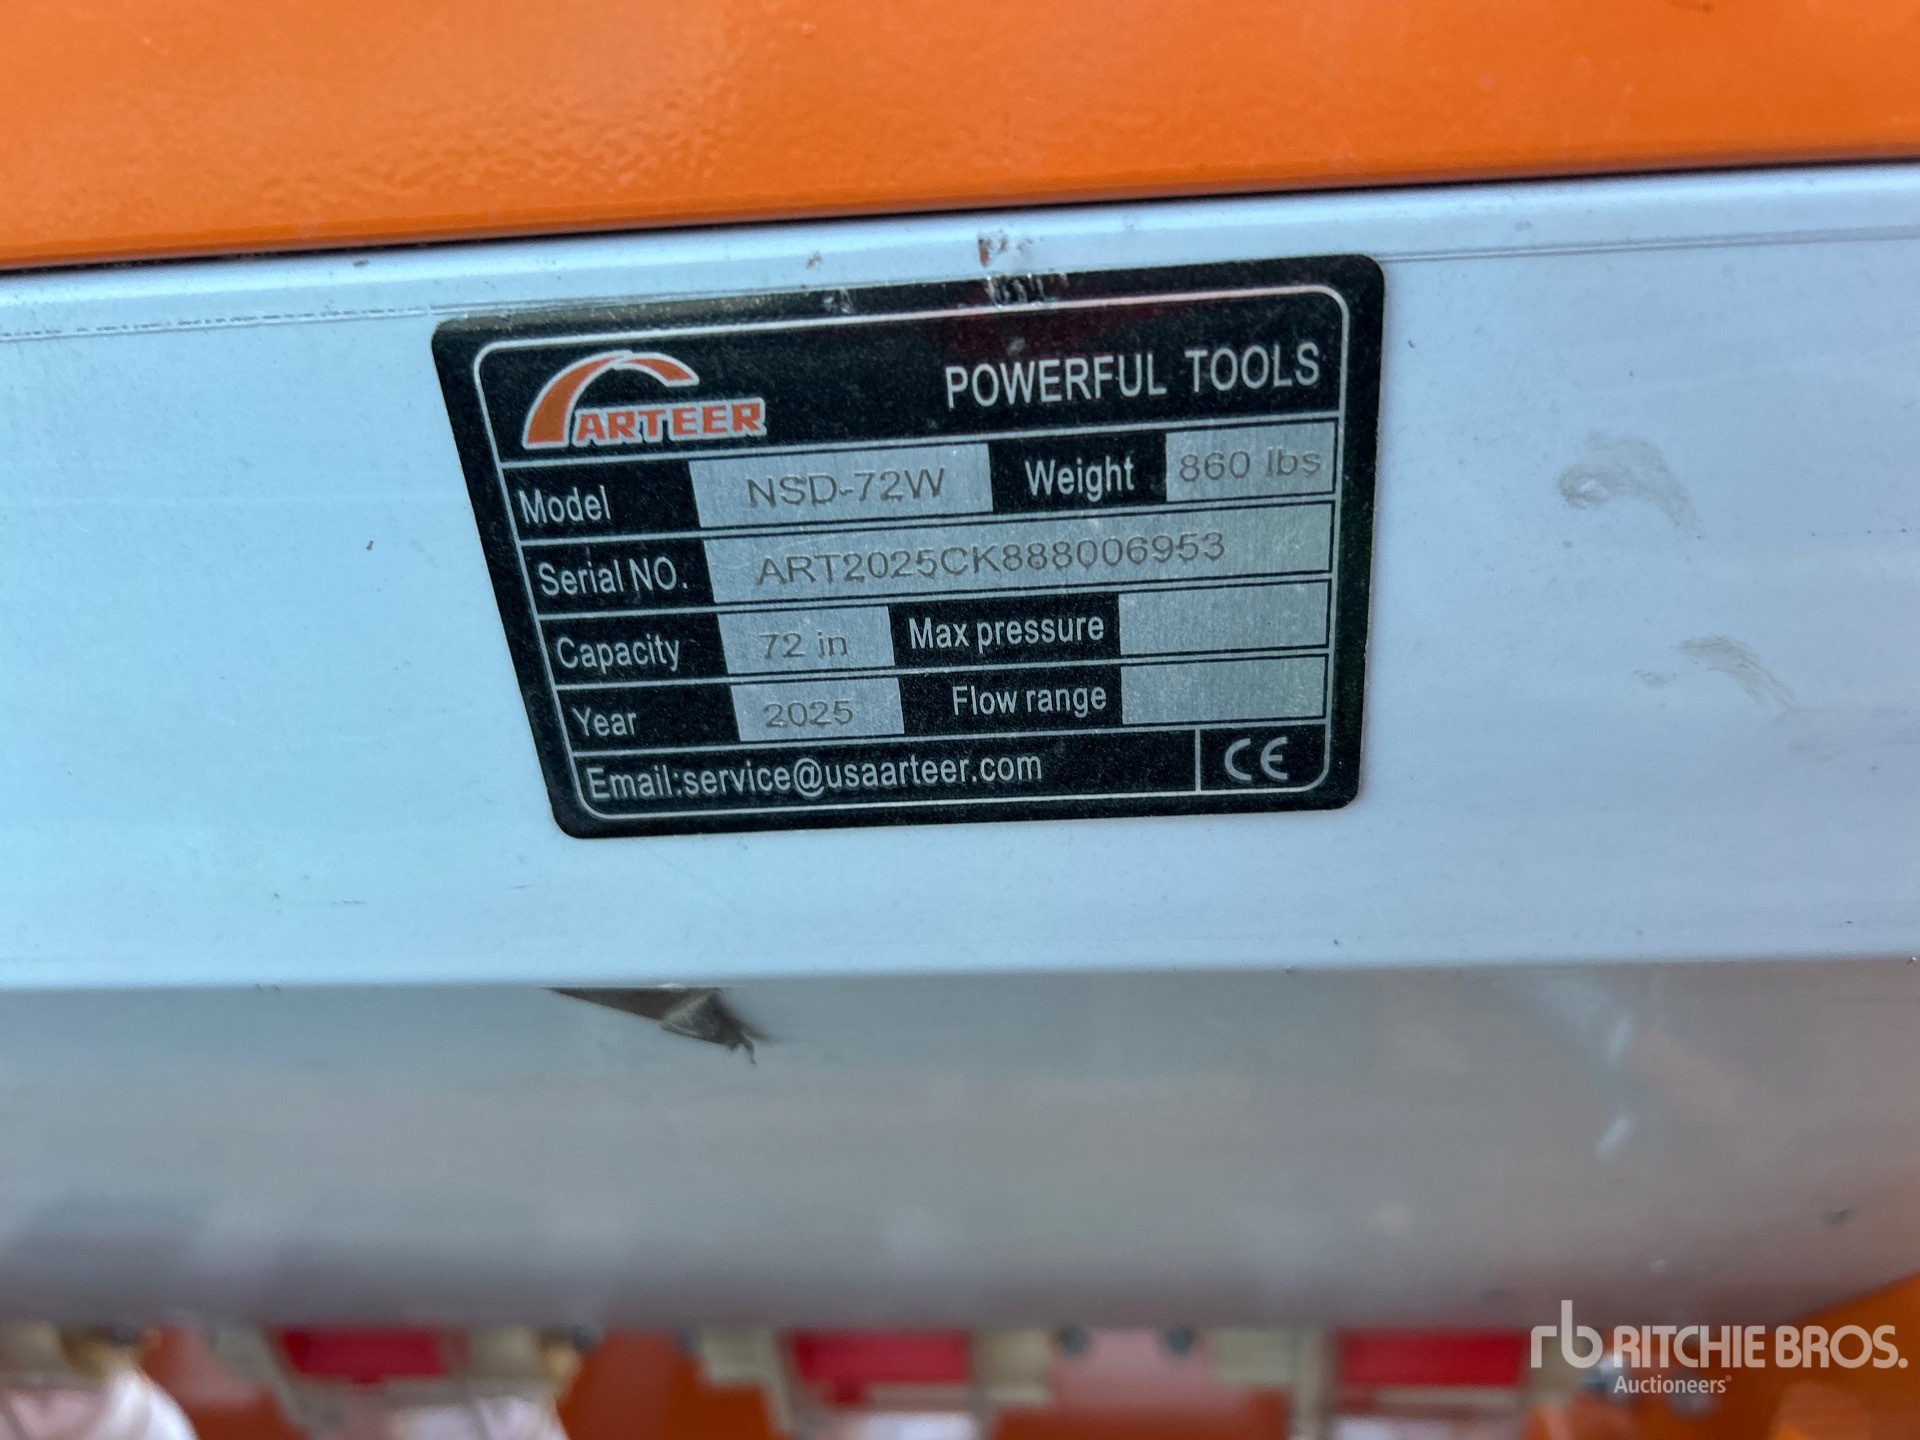 ARTEER POWERFUL TOOLS
Model NSD-72W Weight 860 lbs
Serial NO. ART2025CK888006953
Capacity 72 in Max pressure
Year 2025 Flow range
Email:service@usaarteer.com CE
rb RITCHIE BROS.
Auctioneers